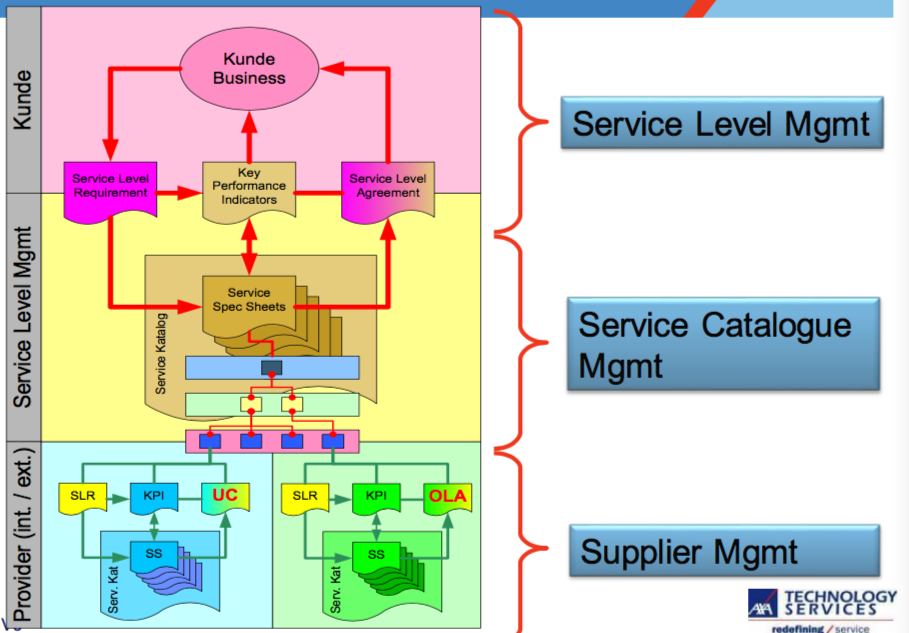 Kunde
Kunde
Business
Service Level
Requirement
Key
Performance
Indicators
Service Level
Agreement
Service Level Mgmt
Service Level Mgmt
Service Katalog
Service
Spec Sheets
Service Catalogue
Mgmt
Provider (int. / ext.)
SLR
KPI
UC
SS
Serv. Kat
SLR
KPI
OLA
SS
Serv. Kat
Supplier Mgmt
AXA
TECHNOLOGY
SERVICES
redefining / service